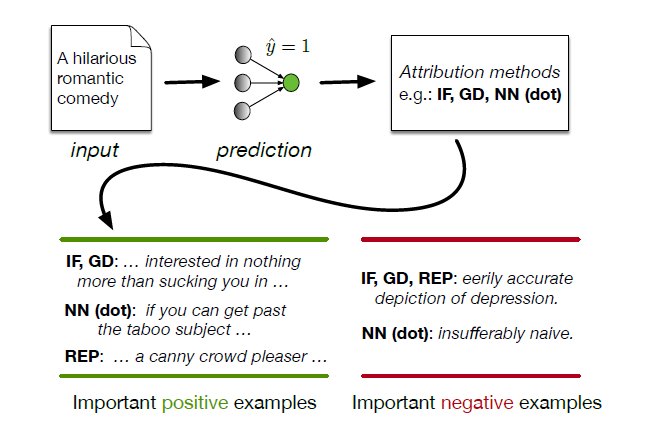 A hilarious
romantic
comedy
ŷ = 1
Attribution methods
e.g.: IF, GD, NN (dot)
input
prediction
IF, GD: … interested in nothing
more than sucking you in …
NN (dot): if you can get past
the taboo subject …
REP: … a canny crowd pleaser …
IF, GD, REP: eerily accurate
depiction of depression.
NN (dot): insufferably naive.
Important positive examples
Important negative examples